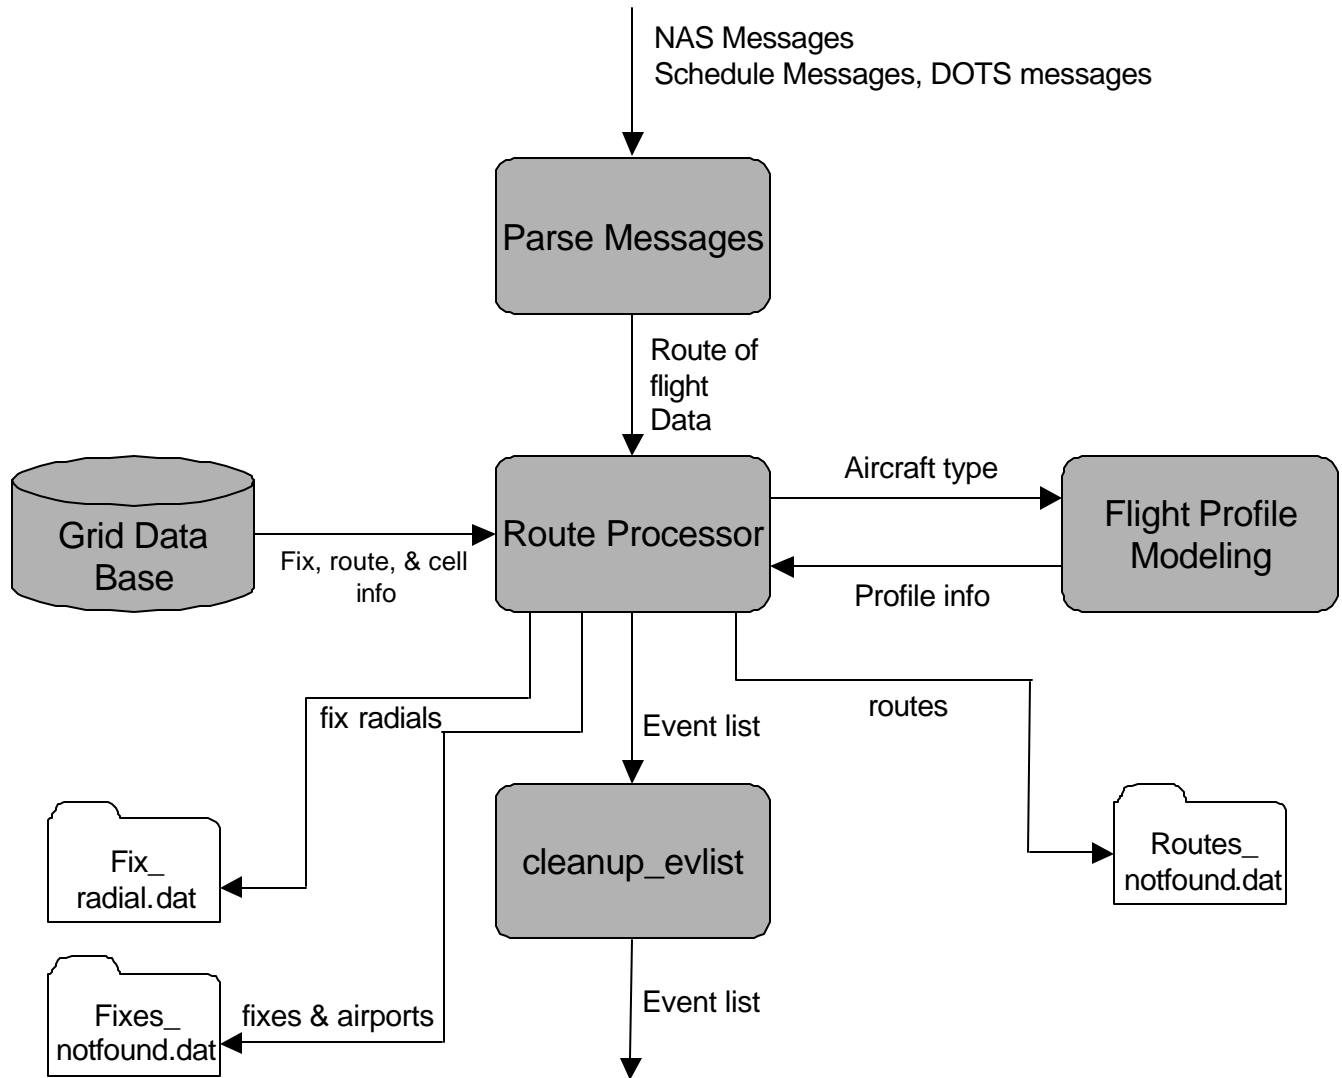 NAS Messages
Schedule Messages, DOTS messages
Parse Messages
Route of
flight
Data
Grid Data
Base
Fix, route, & cell
info
Route Processor
Aircraft type
Profile info
Flight Profile
Modeling
fix radials
Event list
routes
Fix_
radial.dat
cleanup_evlist
Routes_
notfound.dat
Fixes_
notfound.dat
fixes & airports
Event list